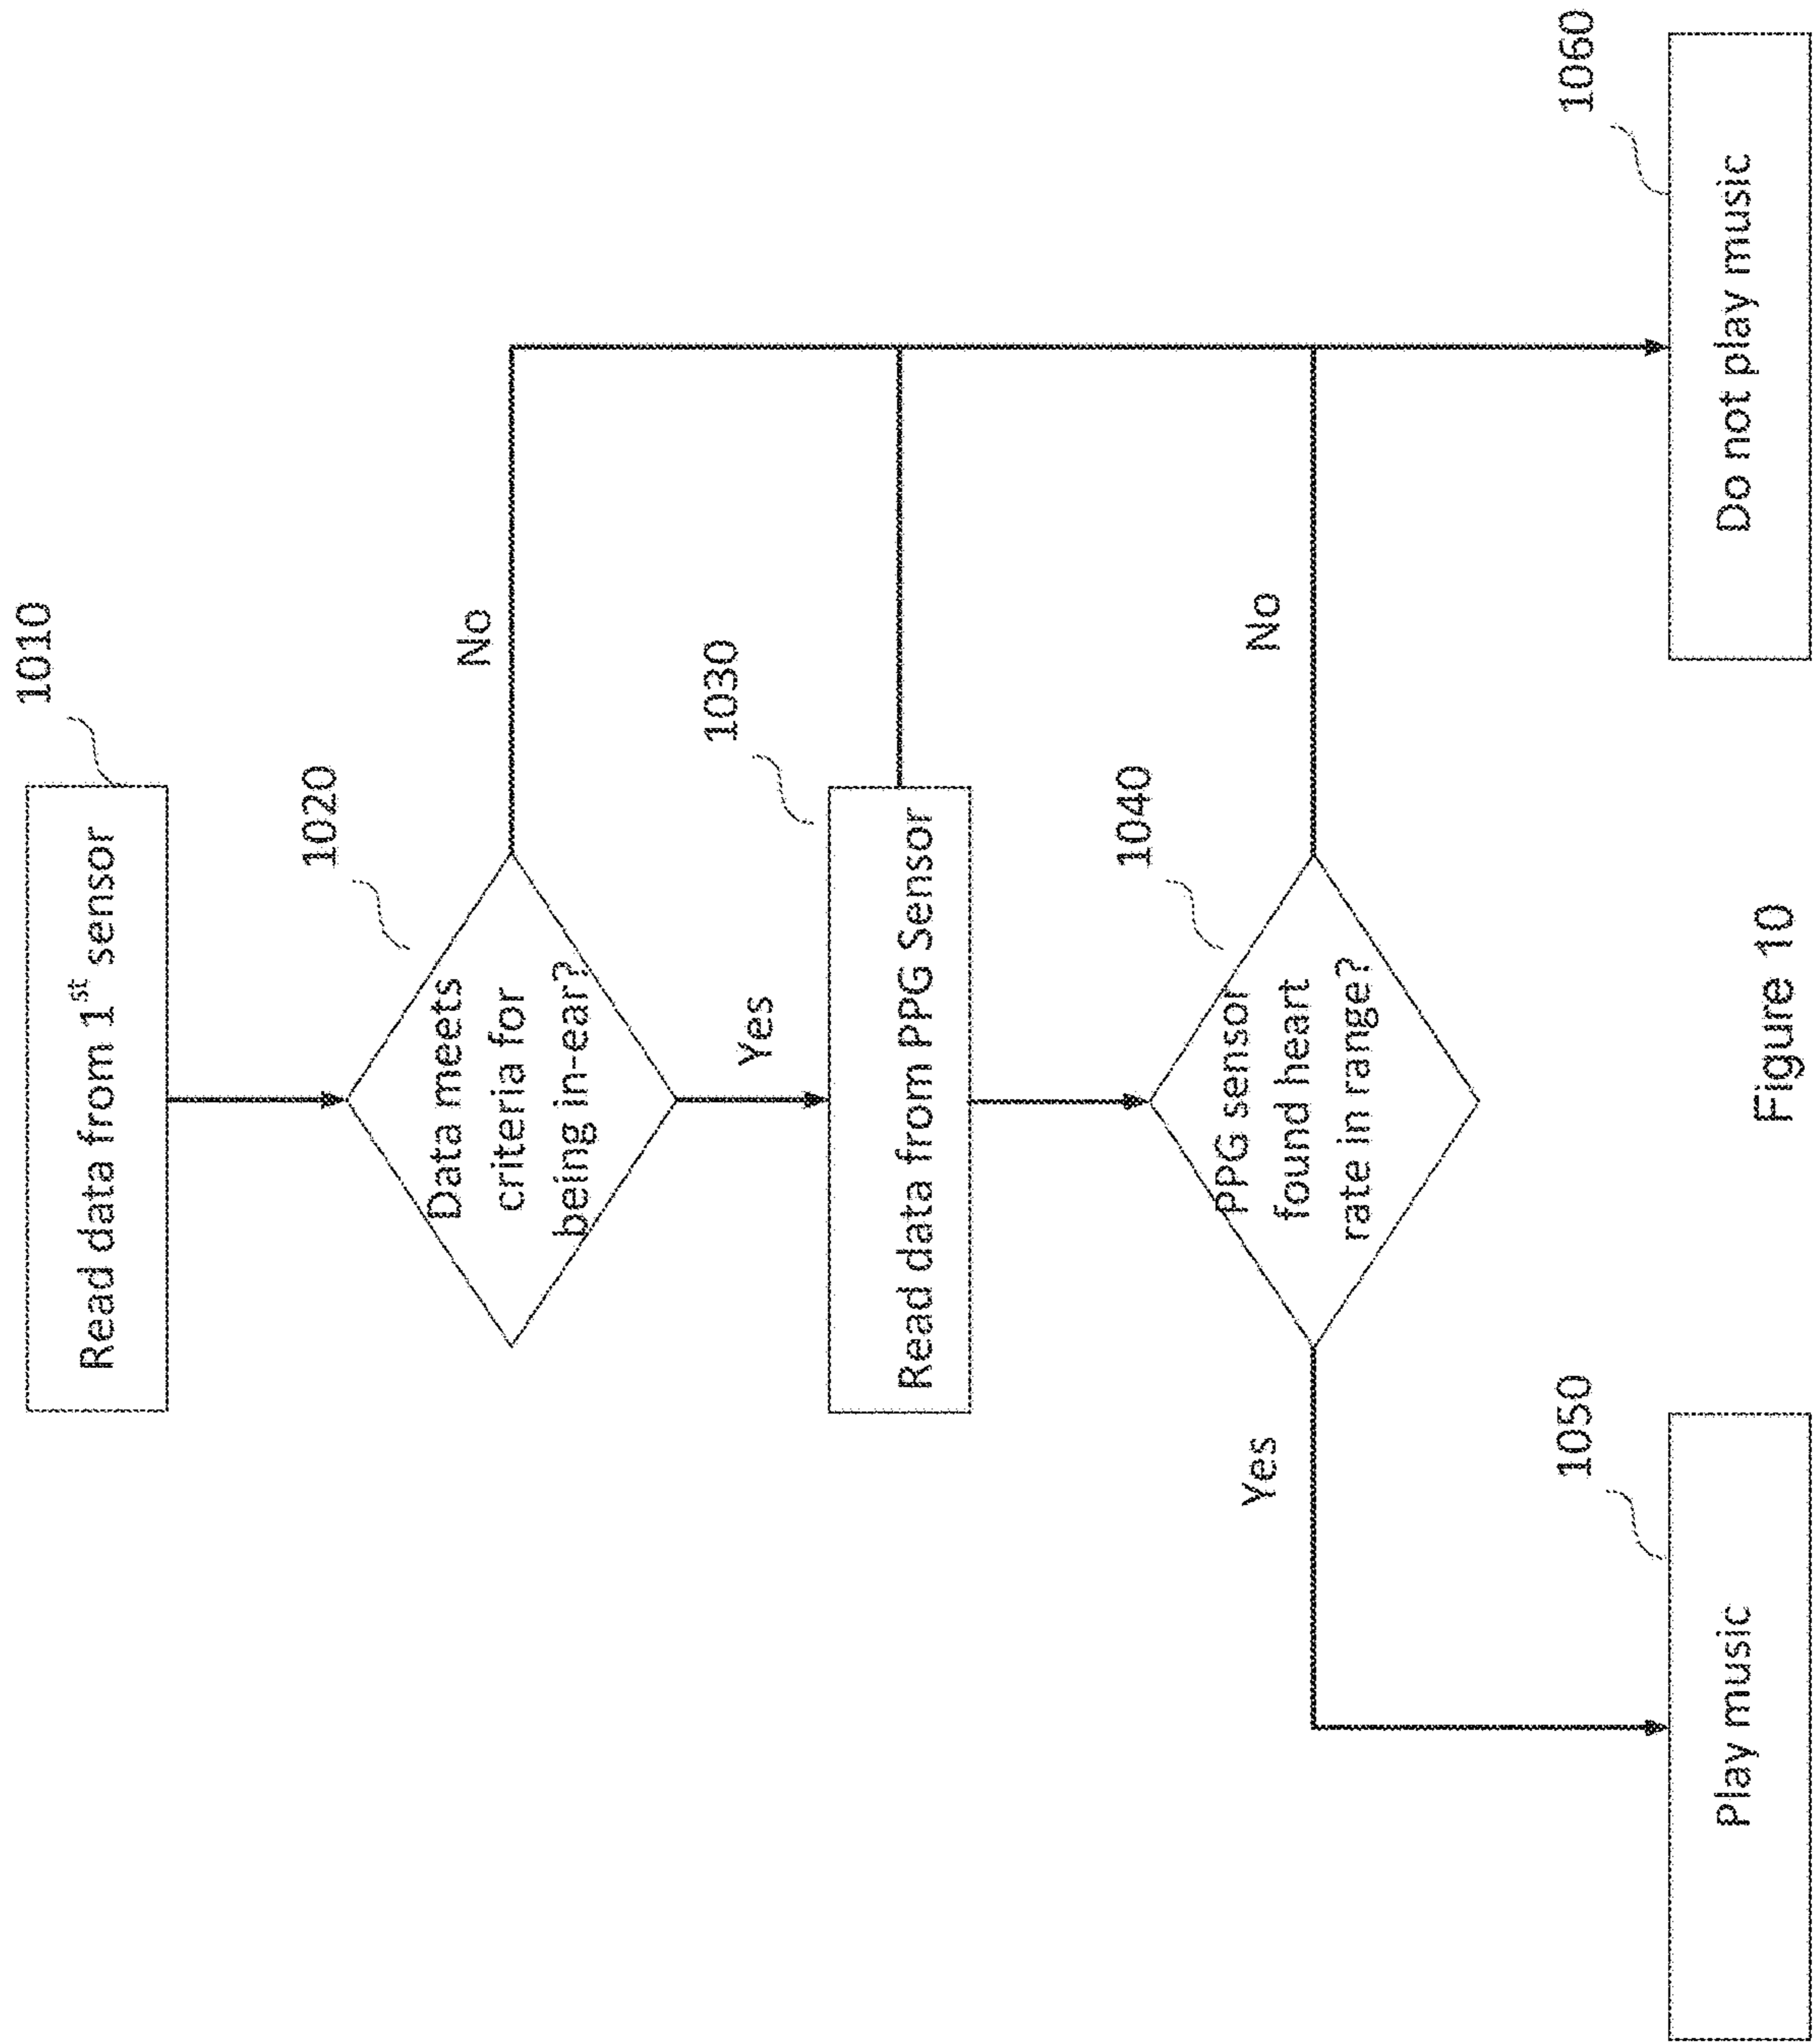 1010
Read data from 1st sensor
1020
Data meets
criteria for
being in-ear?
No
Yes
1030
Read data from PPG Sensor
1040
PPG sensor
found heart
rate in range?
Yes
No
1050
Play music
1060
Do not play music
Figure 10